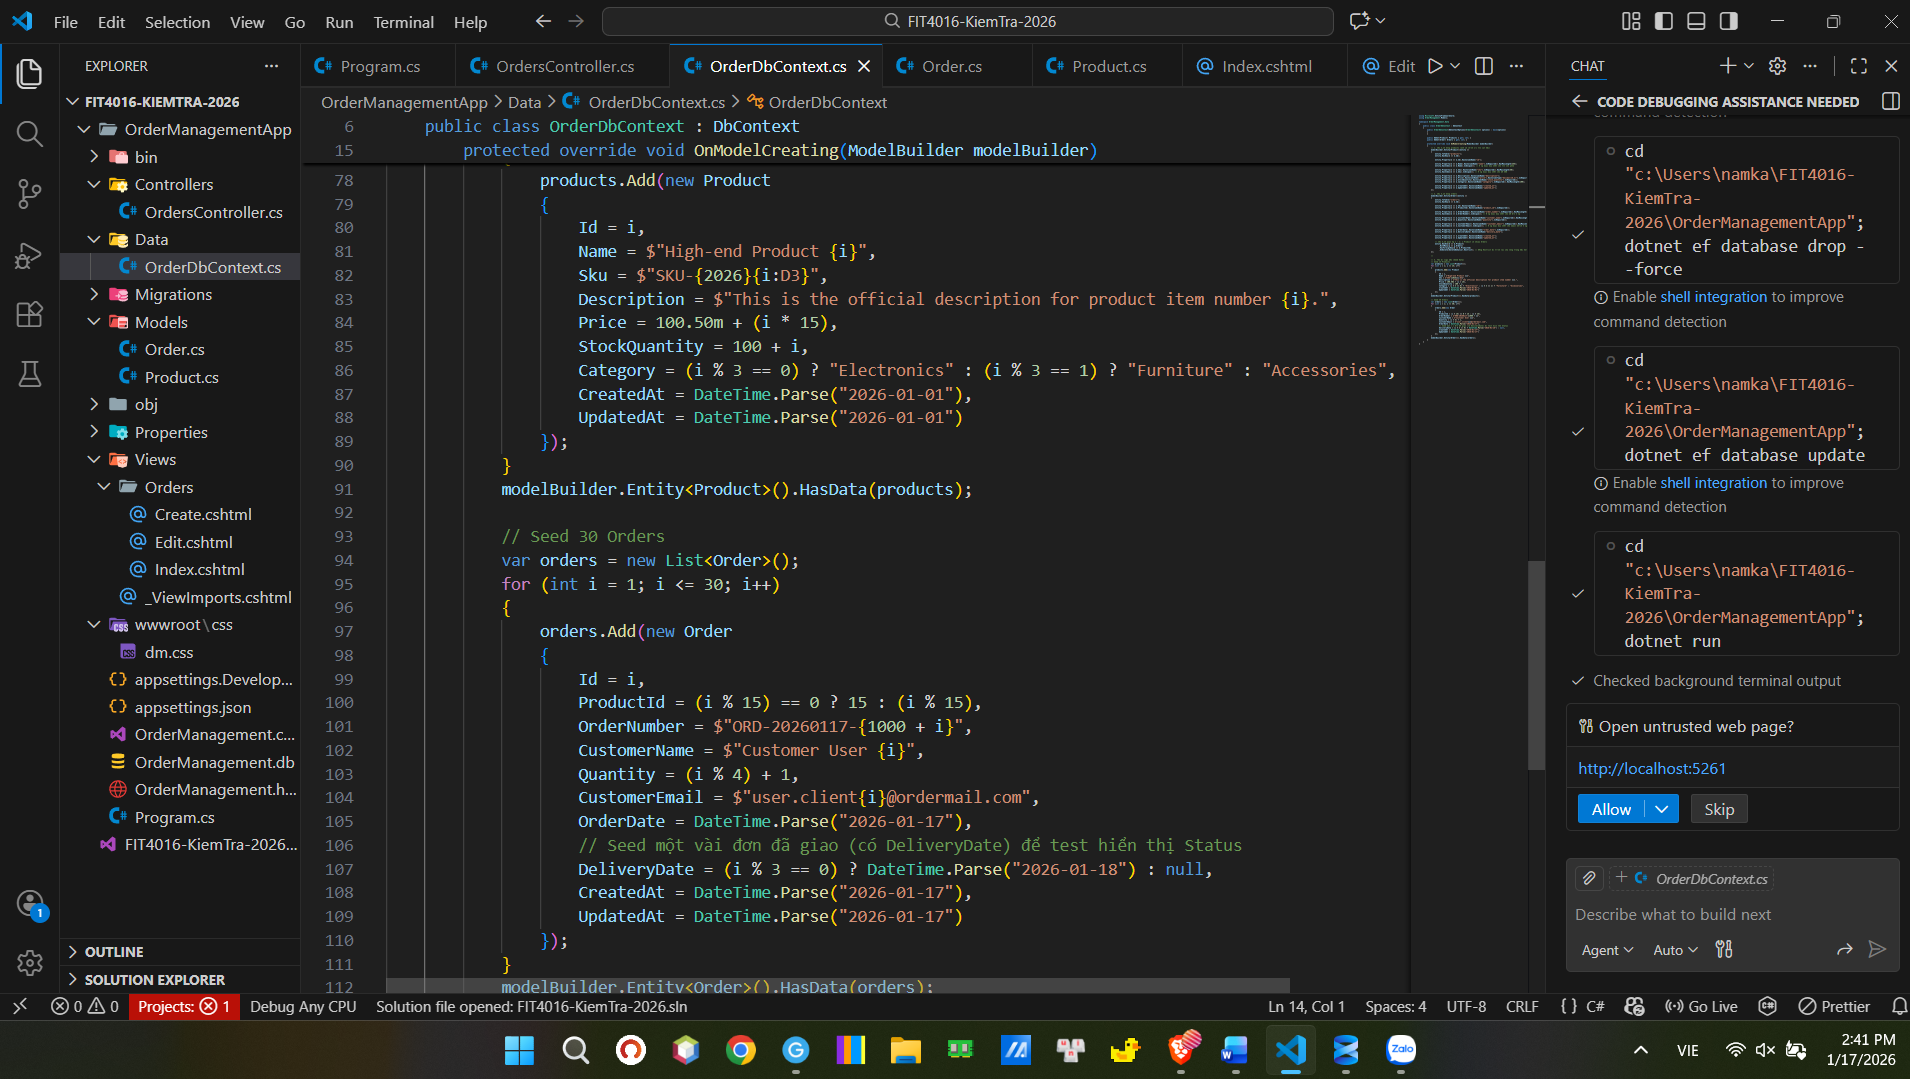 File Edit Selection View Go Run Terminal Help
FIT4016-KiemTra-2026
EXPLORER
FIT4016-KIEMTRA-2026
OrderManagementApp
bin
Controllers
OrdersController.cs
Data
OrderDbContext.cs
Migrations
Models
Order.cs
Product.cs
obj
Properties
Views
Orders
Create.cshtml
Edit.cshtml
Index.cshtml
_ViewImports.cshtml
wwwroot\css
dm.css
appsettings.Develop...
appsettings.json
OrderManagement.c...
OrderManagement.db
OrderManagement.h...
Program.cs
FIT4016-KiemTra-2026...
OUTLINE
SOLUTION EXPLORER
Program.cs OrdersController.cs OrderDbContext.cs Order.cs Product.cs Index.cshtml Edit
OrderManagementApp > Data > OrderDbContext.cs > OrderDbContext
6 public class OrderDbContext : DbContext
15 protected override void OnModelCreating(ModelBuilder modelBuilder)
78 products.Add(new Product
79 {
80 Id = i,
81 Name = $"High-end Product {i}",
82 Sku = $"SKU-{2026}{i:D3}",
83 Description = $"This is the official description for product item number {i}.",
84 Price = 100.50m + (i * 15),
85 StockQuantity = 100 + i,
86 Category = (i % 3 == 0) ? "Electronics" : (i % 3 == 1) ? "Furniture" : "Accessories",
87 CreatedAt = DateTime.Parse("2026-01-01"),
88 UpdatedAt = DateTime.Parse("2026-01-01")
89 });
90 }
91 modelBuilder.Entity<Product>().HasData(products);
92
93 // Seed 30 Orders
94 var orders = new List<Order>();
95 for (int i = 1; i <= 30; i++)
96 {
97 orders.Add(new Order
98 {
99 Id = i,
100 ProductId = (i % 15) == 0 ? 15 : (i % 15),
101 OrderNumber = $"ORD-20260117-{1000 + i}",
102 CustomerName = $"Customer User {i}",
103 Quantity = (i % 4) + 1,
104 CustomerEmail = $"user.client{i}@ordermail.com",
105 OrderDate = DateTime.Parse("2026-01-17"),
106 // Seed một vài đơn đã giao (có DeliveryDate) để test hiển thị Status
107 DeliveryDate = (i % 3 == 0) ? DateTime.Parse("2026-01-18") : null,
108 CreatedAt = DateTime.Parse("2026-01-17"),
109 UpdatedAt = DateTime.Parse("2026-01-17")
110 });
111 }
112 modelBuilder.Entity<Order>().HasData(orders);
CHAT
CODE DEBUGGING ASSISTANCE NEEDED
command detection
cd
"c:\Users\namka\FIT4016-
KiemTra-
2026\OrderManagementApp";
dotnet ef database drop -
-force
Enable shell integration to improve
command detection
cd
"c:\Users\namka\FIT4016-
KiemTra-
2026\OrderManagementApp";
dotnet ef database update
Enable shell integration to improve
command detection
cd
"c:\Users\namka\FIT4016-
KiemTra-
2026\OrderManagementApp";
dotnet run
Checked background terminal output
Open untrusted web page?
http://localhost:5261
Allow Skip
OrderDbContext.cs
Describe what to build next
Agent Auto
1
0 0 Projects: 1 Debug Any CPU Solution file opened: FIT4016-KiemTra-2026.sln Ln 14, Col 1 Spaces: 4 UTF-8 CRLF {} C# Go Live Prettier
Zalo
VIE
2:41 PM
1/17/2026